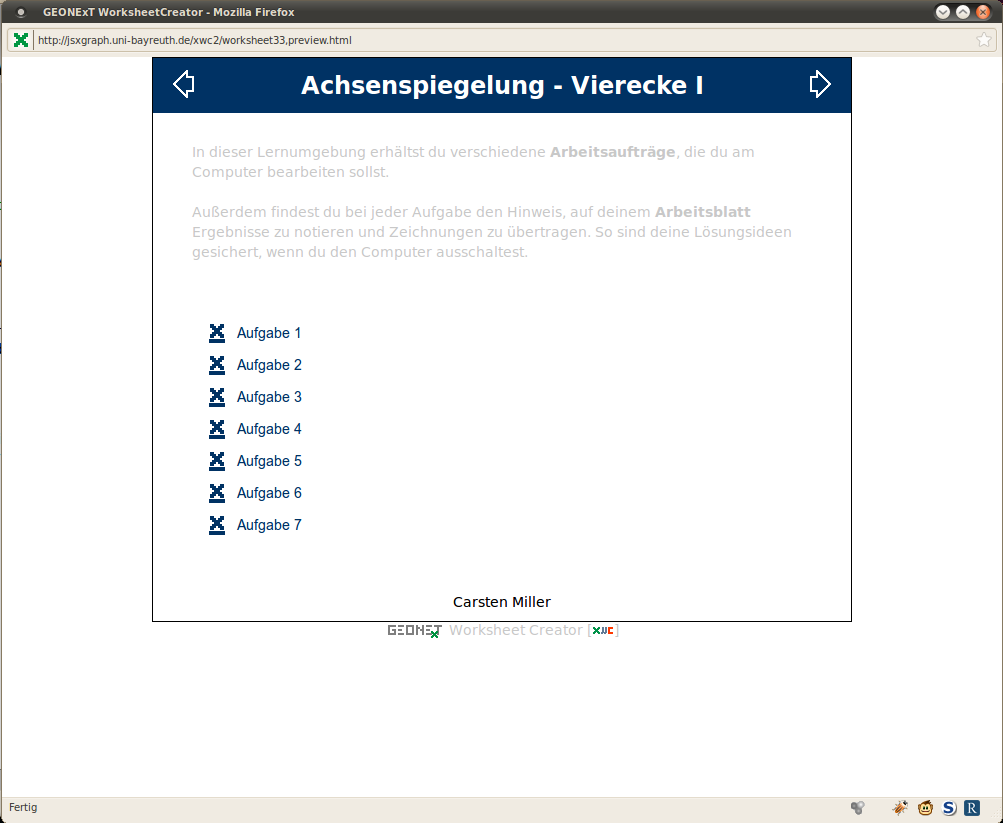 GEONExT WorksheetCreator - Mozilla Firefox
http://jsxgraph.uni-bayreuth.de/xwc2/worksheet33,preview.html
Achsenspiegelung - Vierecke I
In dieser Lernumgebung erhältst du verschiedene Arbeitsaufträge, die du am
Computer bearbeiten sollst.
Außerdem findest du bei jeder Aufgabe den Hinweis, auf deinem Arbeitsblatt
Ergebnisse zu notieren und Zeichnungen zu übertragen. So sind deine Lösungsideen
gesichert, wenn du den Computer ausschaltest.
Aufgabe 1
Aufgabe 2
Aufgabe 3
Aufgabe 4
Aufgabe 5
Aufgabe 6
Aufgabe 7
Carsten Miller
GEONExT Worksheet Creator [xwc]
Fertig
S R